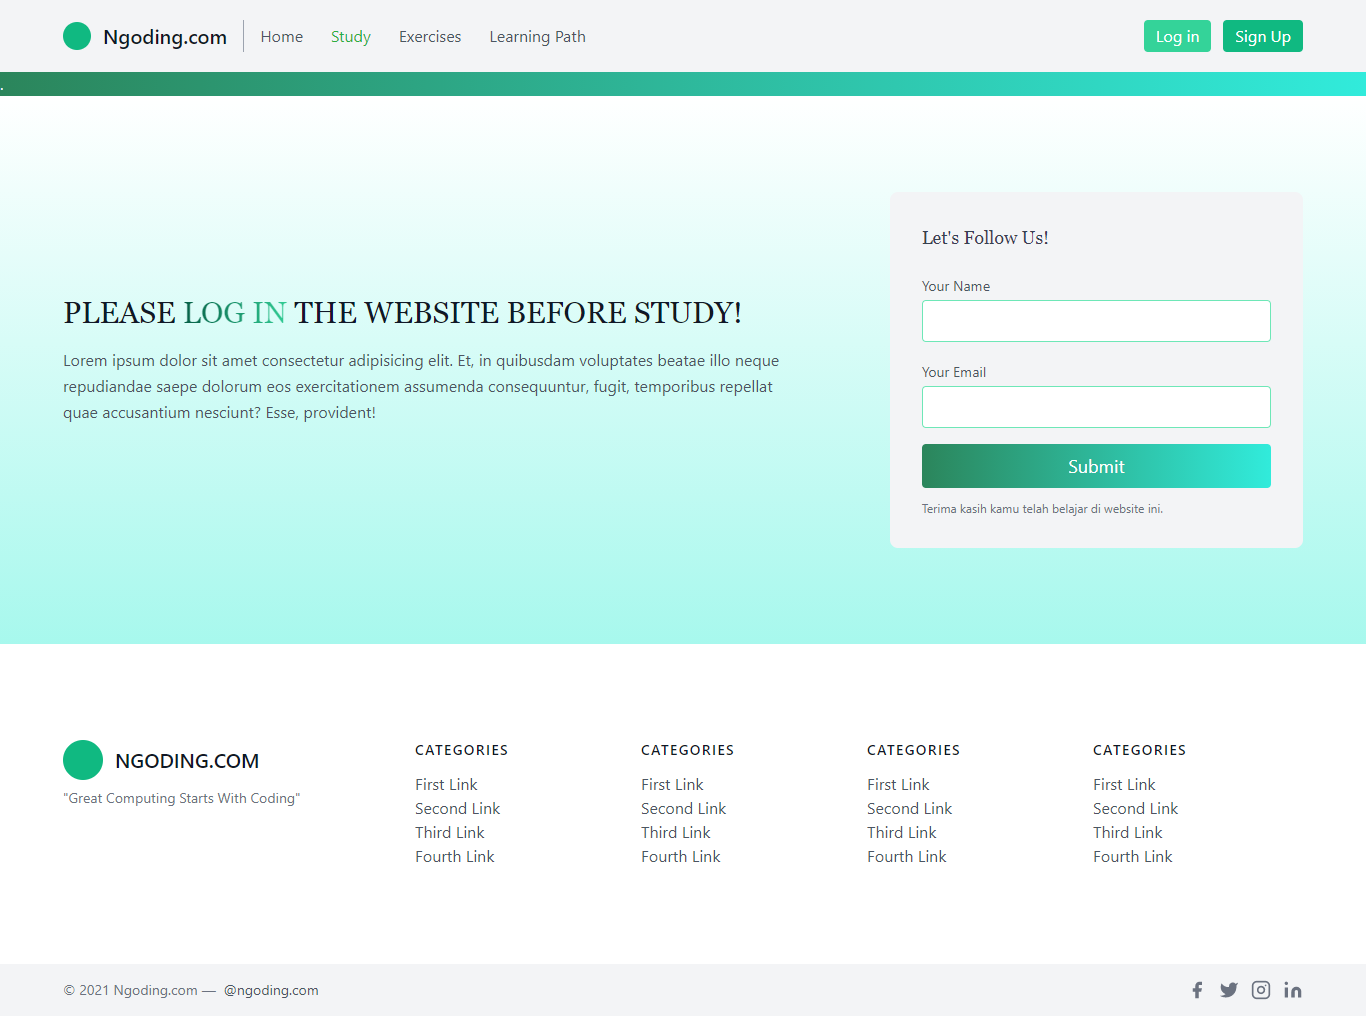 Ngoding.com
Home
Study
Exercises
Learning Path
Log in
Sign Up
.
PLEASE LOG IN THE WEBSITE BEFORE STUDY!
Lorem ipsum dolor sit amet consectetur adipisicing elit. Et, in quibusdam voluptates beatae illo neque
repudiandae saepe dolorum eos exercitationem assumenda consequuntur, fugit, temporibus repellat
quae accusantium nesciunt? Esse, provident!
Let's Follow Us!
Your Name
Your Email
Submit
Terima kasih kamu telah belajar di website ini.
NGODING.COM
"Great Computing Starts With Coding"
CATEGORIES
First Link
Second Link
Third Link
Fourth Link
CATEGORIES
First Link
Second Link
Third Link
Fourth Link
CATEGORIES
First Link
Second Link
Third Link
Fourth Link
CATEGORIES
First Link
Second Link
Third Link
Fourth Link
© 2021 Ngoding.com — @ngoding.com